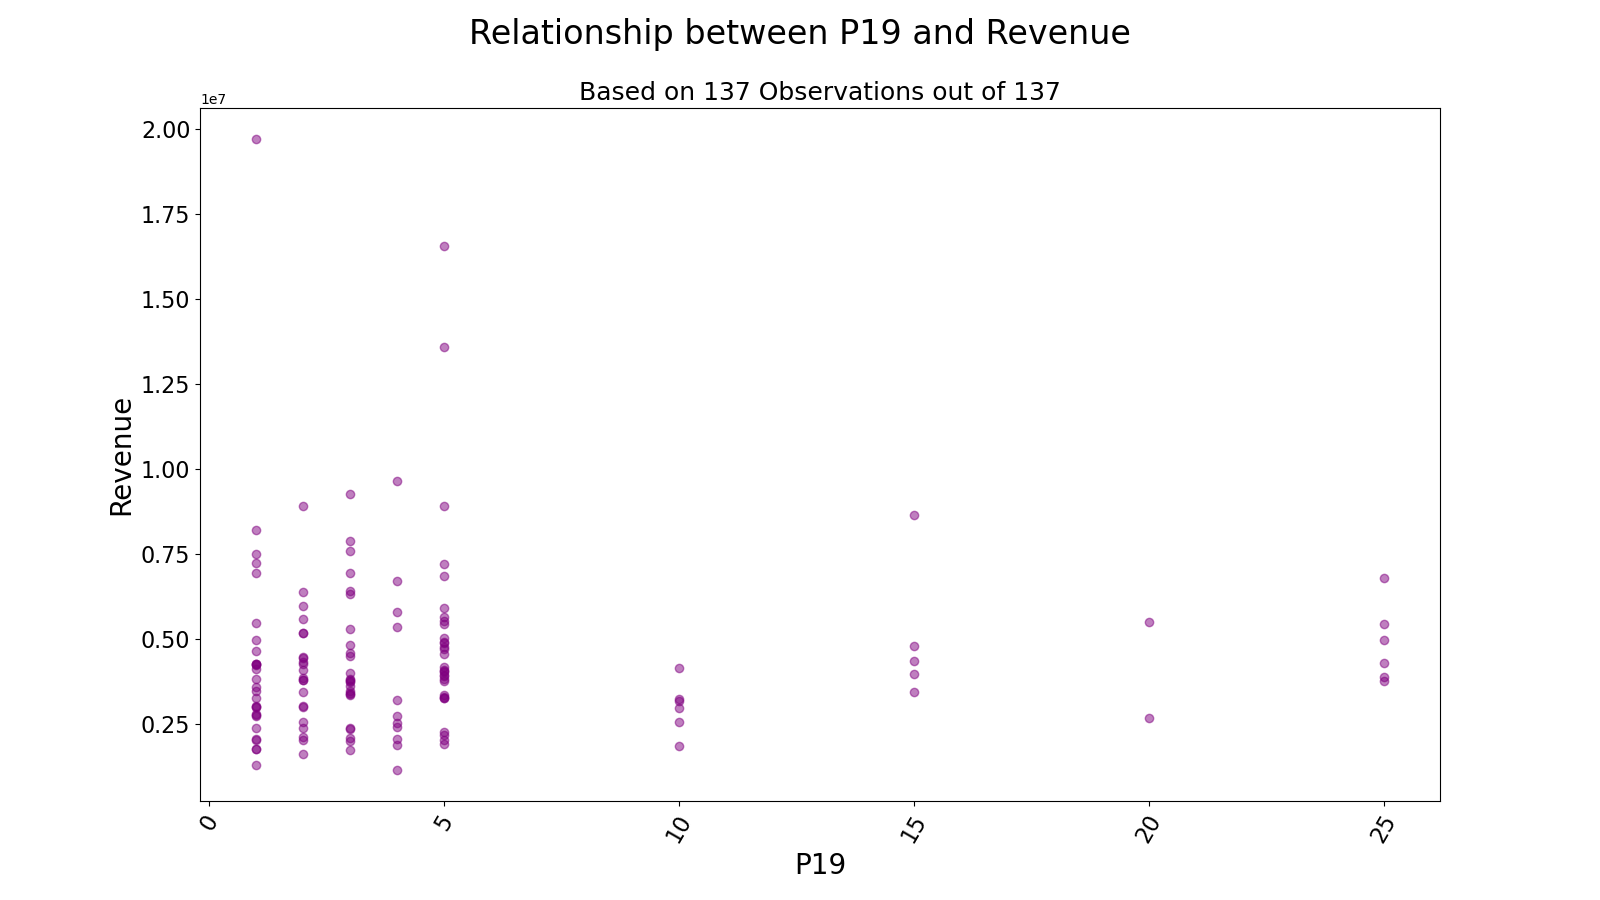 Relationship between P19 and Revenue
Based on 137 Observations out of 137
1e7
2.00
1.75
1.50
1.25
1.00
0.75
0.50
0.25
Revenue
0
5
10
15
20
25
P19